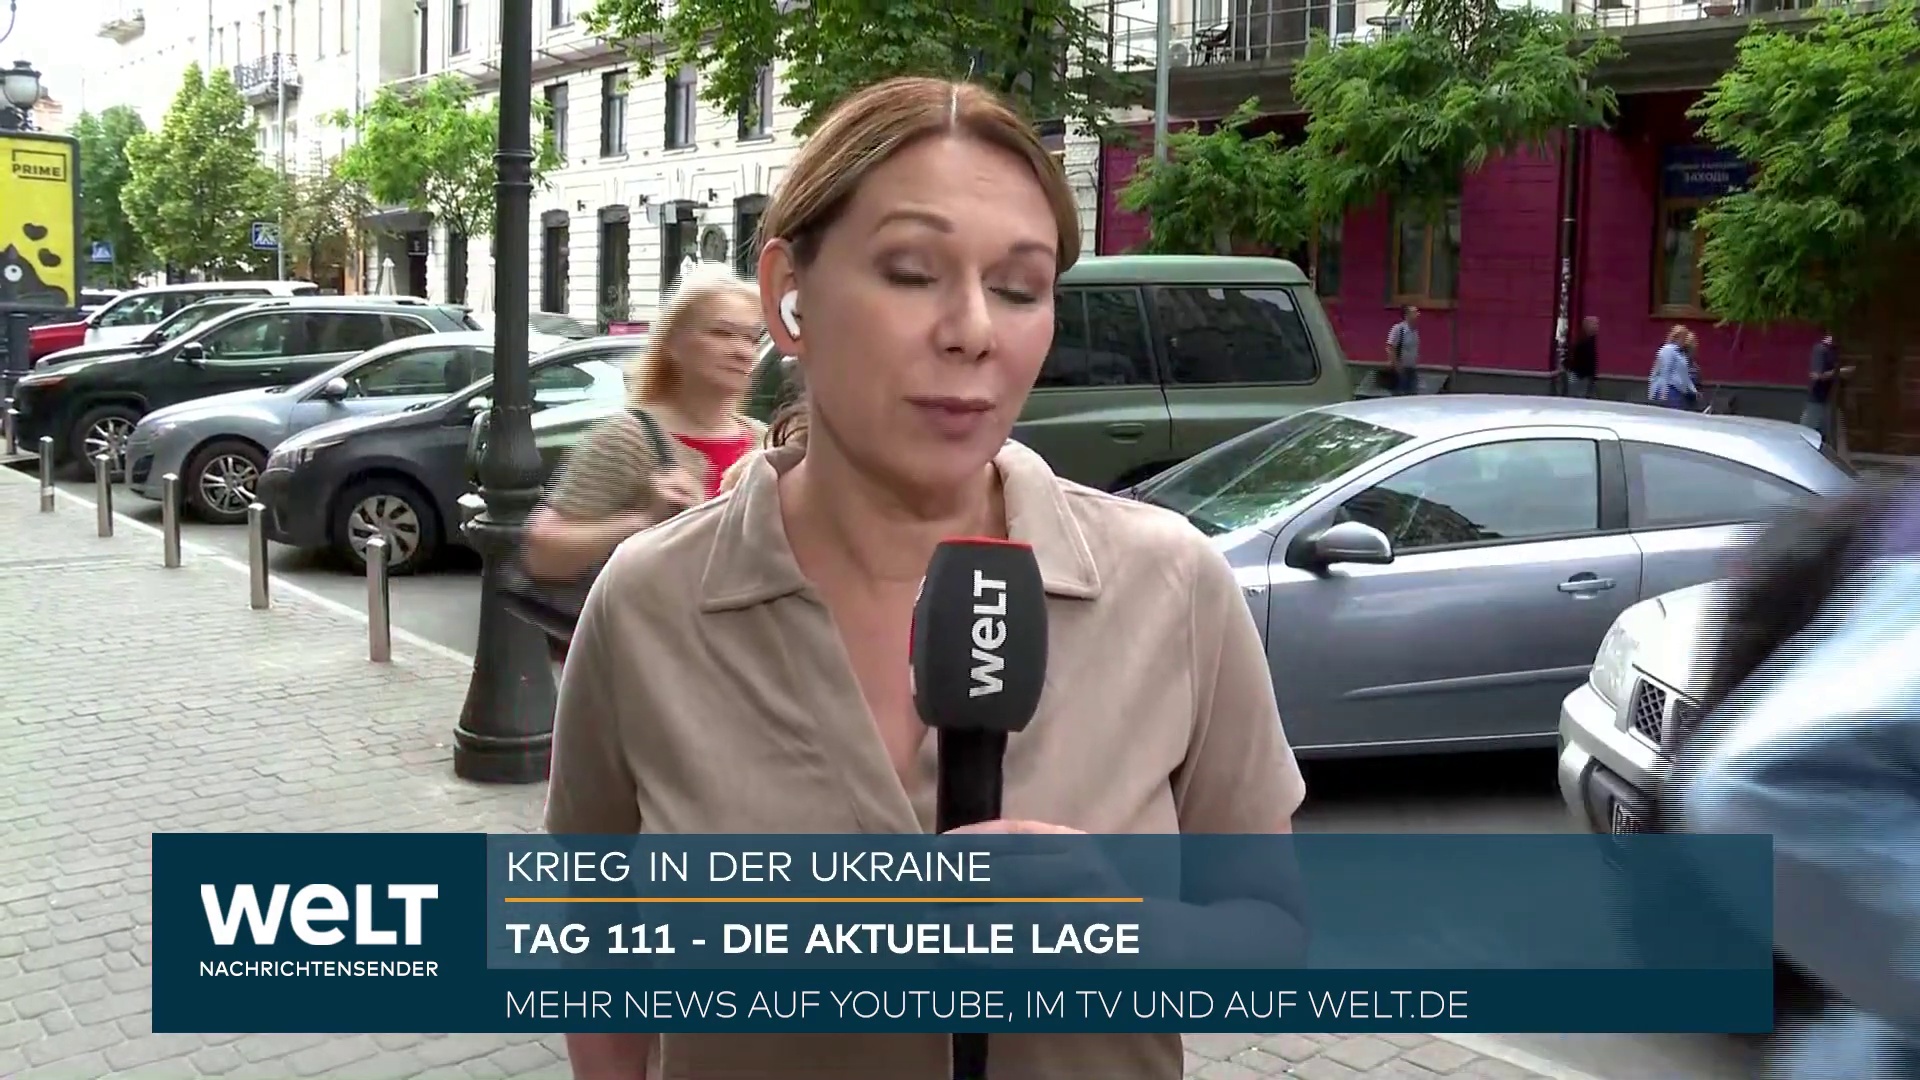 PRIME
ЗАХОДЬ
welt
KRIEG IN DER UKRAINE
TAG 111 - DIE AKTUELLE LAGE
MEHR NEWS AUF YOUTUBE, IM TV UND AUF WELT.DE
welt
NACHRICHTENSENDER